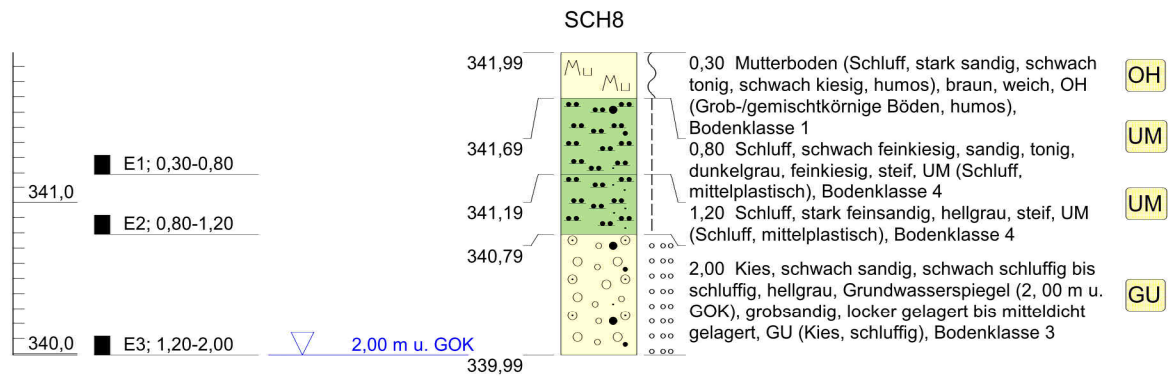 SCH8
341,99
341,69
341,19
340,79
339,99
341,0
340,0
E1; 0,30-0,80
E2; 0,80-1,20
E3; 1,20-2,00
2,00 m u. GOK
Mu
Mu
0,30 Mutterboden (Schluff, stark sandig, schwach
tonig, schwach kiesig, humos), braun, weich, OH
(Grob-/gemischtkörnige Böden, humos),
Bodenklasse 1
0,80 Schluff, schwach feinkiesig, sandig, tonig,
dunkelgrau, feinkiesig, steif, UM (Schluff,
mittelplastisch), Bodenklasse 4
1,20 Schluff, stark feinsandig, hellgrau, steif, UM
(Schluff, mittelplastisch), Bodenklasse 4
2,00 Kies, schwach sandig, schwach schluffig bis
schluffig, hellgrau, Grundwasserspiegel (2, 00 m u.
GOK), grobsandig, locker gelagert bis mitteldicht
gelagert, GU (Kies, schluffig), Bodenklasse 3
OH
UM
UM
GU